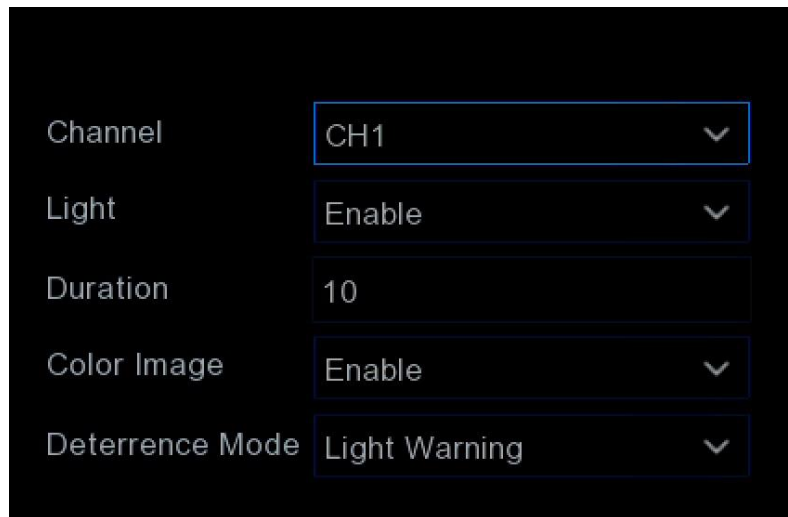 Channel CH1
Light Enable
Duration 10
Color Image Enable
Deterrence Mode Light Warning